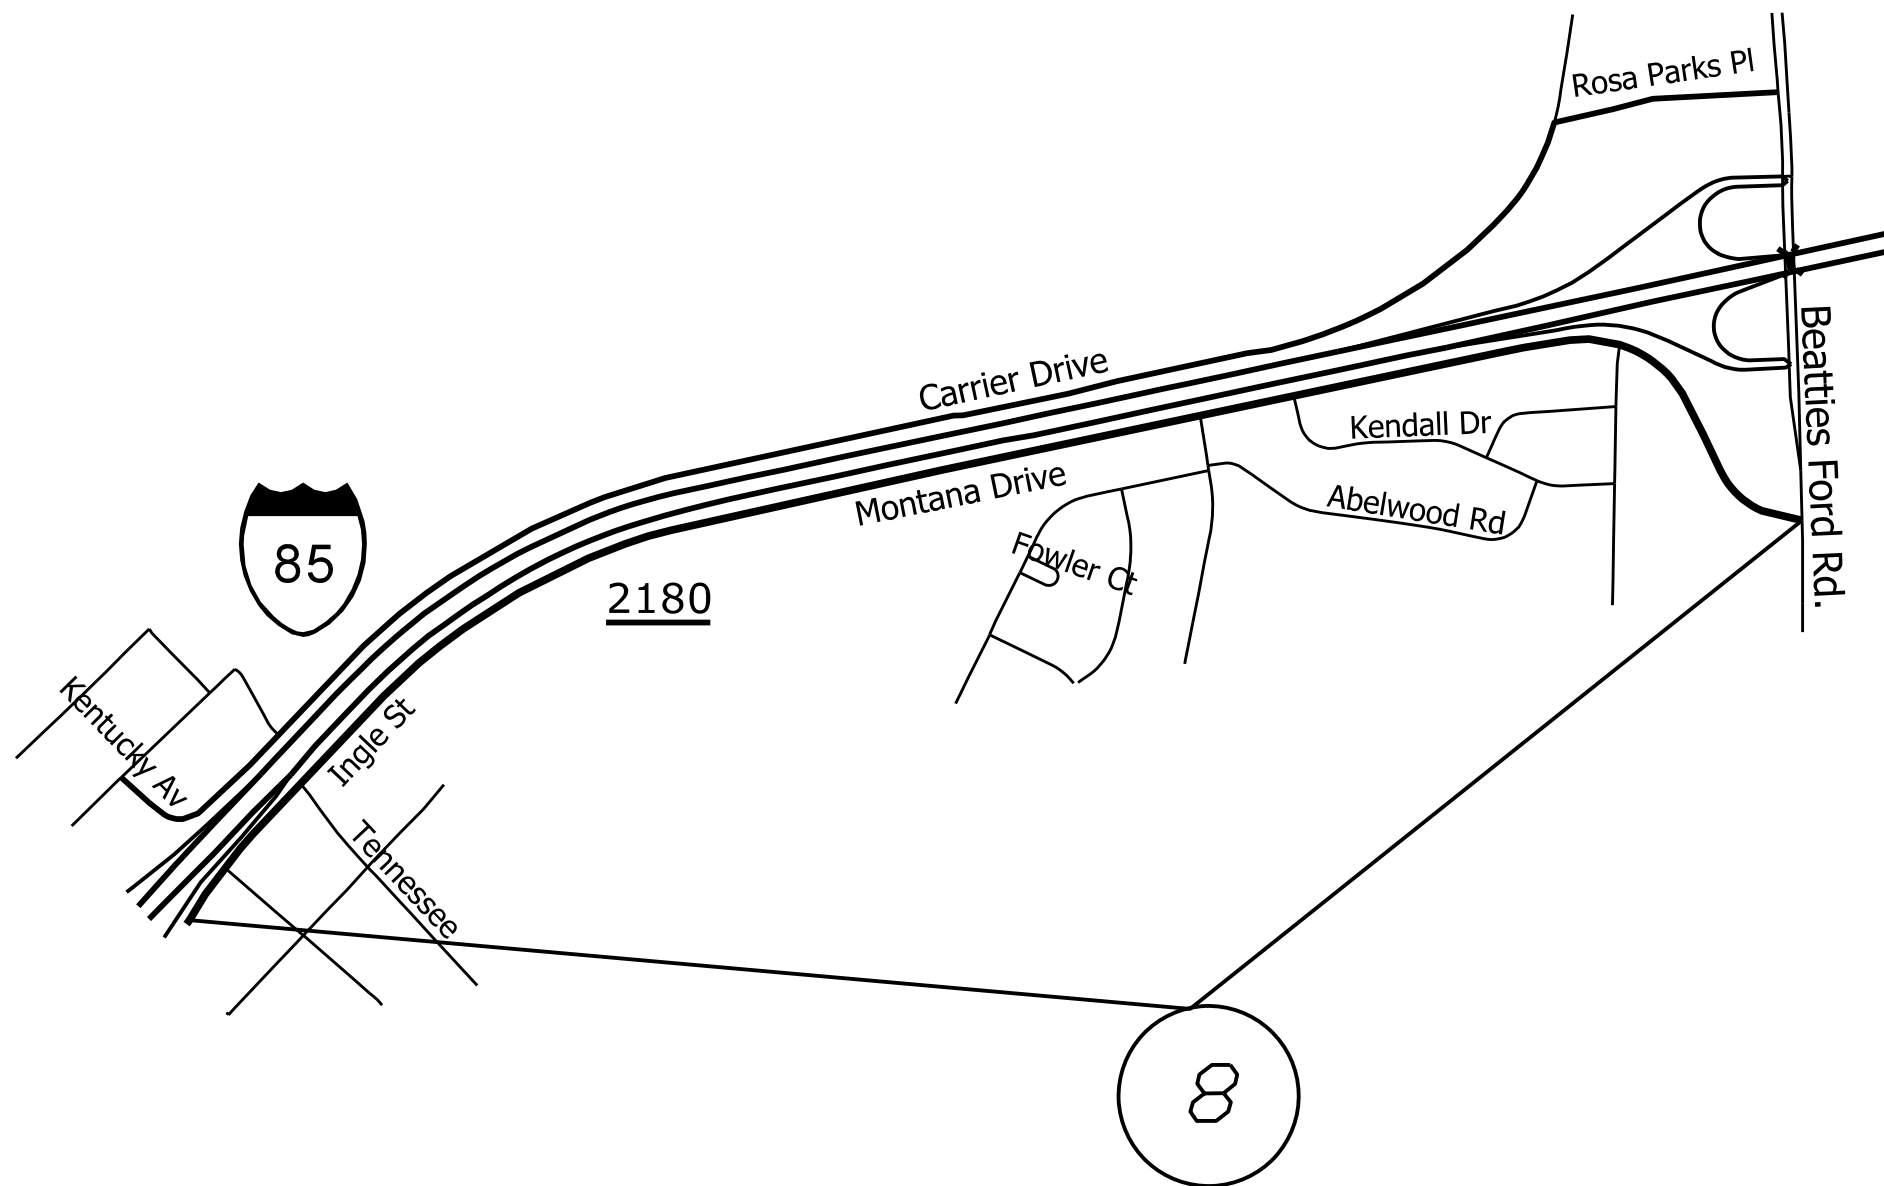 Rosa Parks Pl
Beatties Ford Rd.
Carrier Drive
Kendall Dr
Montana Drive
Abelwood Rd
85
Fowler Ct
2180
Kentucky Av
Ingle St
Tennessee
8